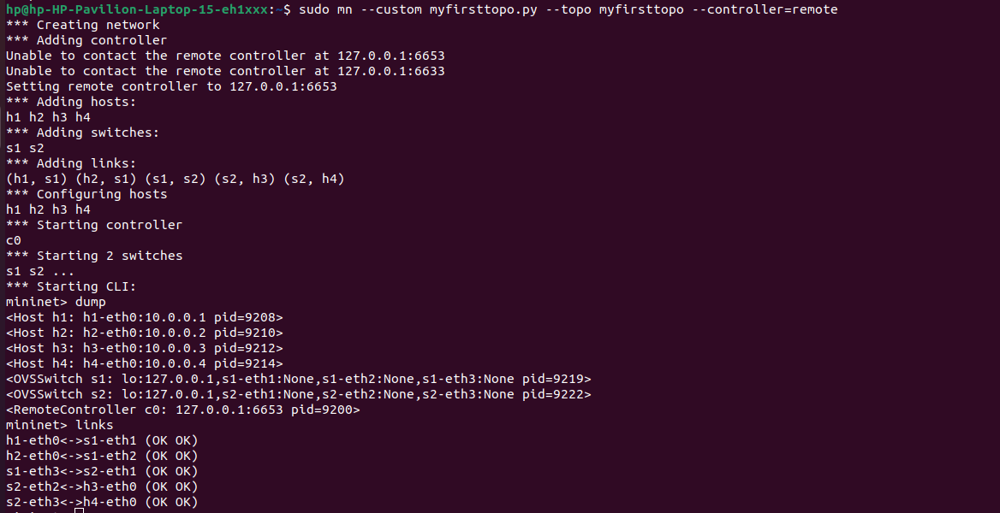 hp@hp-HP-Pavilion-Laptop-15-eh1xxx:~$ sudo mn --custom myfirsttopo.py --topo myfirsttopo --controller=remote
*** Creating network
*** Adding controller
Unable to contact the remote controller at 127.0.0.1:6653
Unable to contact the remote controller at 127.0.0.1:6633
Setting remote controller to 127.0.0.1:6653
*** Adding hosts:
h1 h2 h3 h4
*** Adding switches:
s1 s2
*** Adding links:
(h1, s1) (h2, s1) (s1, s2) (s2, h3) (s2, h4)
*** Configuring hosts
h1 h2 h3 h4
*** Starting controller
c0
*** Starting 2 switches
s1 s2 ...
*** Starting CLI:
mininet> dump
<Host h1: h1-eth0:10.0.0.1 pid=9208>
<Host h2: h2-eth0:10.0.0.2 pid=9210>
<Host h3: h3-eth0:10.0.0.3 pid=9212>
<Host h4: h4-eth0:10.0.0.4 pid=9214>
<OVSSwitch s1: lo:127.0.0.1,s1-eth1:None,s1-eth2:None,s1-eth3:None pid=9219>
<OVSSwitch s2: lo:127.0.0.1,s2-eth1:None,s2-eth2:None,s2-eth3:None pid=9222>
<RemoteController c0: 127.0.0.1:6653 pid=9200>
mininet> links
h1-eth0<->s1-eth1 (OK OK)
h2-eth0<->s1-eth2 (OK OK)
s1-eth3<->s2-eth1 (OK OK)
s2-eth2<->h3-eth0 (OK OK)
s2-eth3<->h4-eth0 (OK OK)